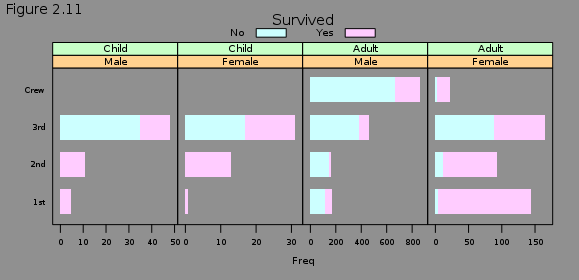 Figure 2.11
Survived
No Yes
Child Child Adult Adult
Male Female Male Female
Crew
3rd
2nd
1st
0 10 20 30 40 50 0 10 20 30 0 200 400 600 800 0 50 100 150
Freq